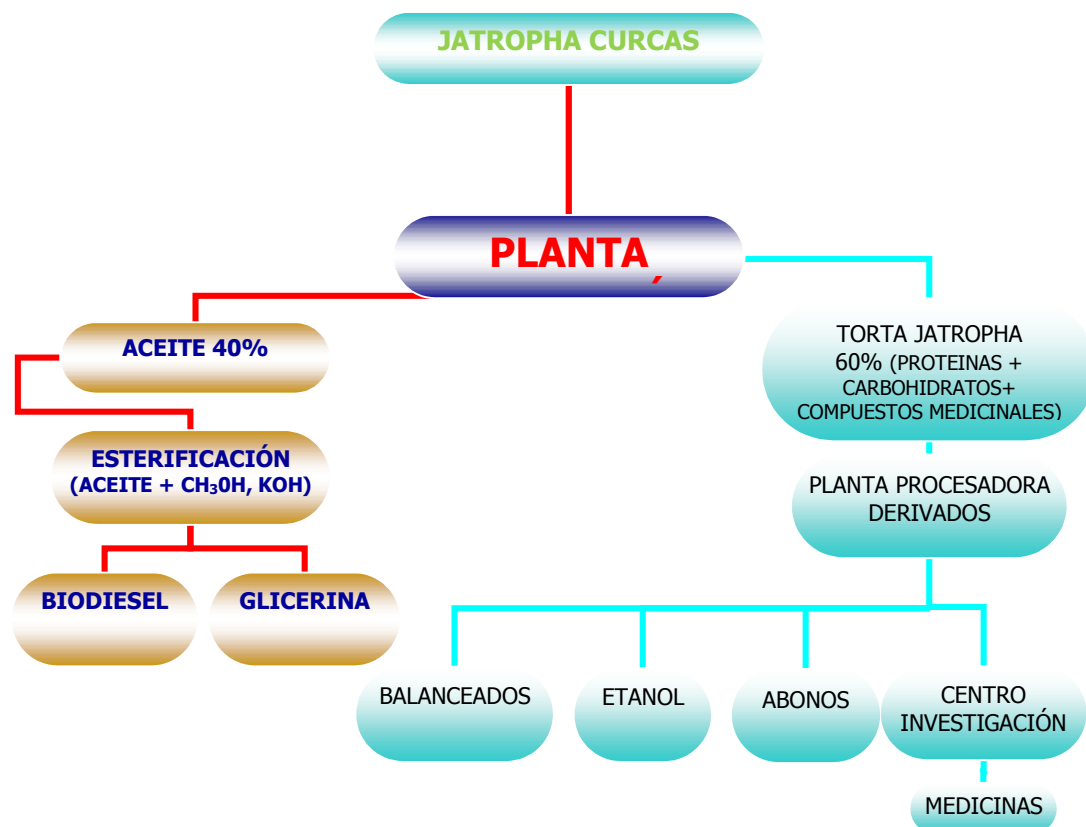 JATROPHA CURCAS
PLANTA
ACEITE 40%
ESTERIFICACIÓN
(ACEITE + CH₃0H, KOH)
BIODIESEL
GLICERINA
TORTA JATROPHA
60% (PROTEINAS +
CARBOHIDRATOS+
COMPUESTOS MEDICINALES)
PLANTA PROCESADORA
DERIVADOS
BALANCEADOS
ETANOL
ABONOS
CENTRO
INVESTIGACIÓN
MEDICINAS